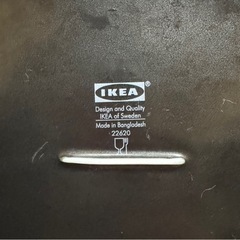 IKEA®
Design and Quality
IKEA of Sweden
Made in Bangladesh
22620